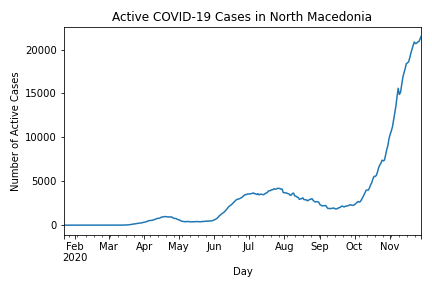 Active COVID-19 Cases in North Macedonia
Number of Active Cases
20000
15000
10000
5000
0
Feb Mar Apr May Jun Jul Aug Sep Oct Nov
2020
Day